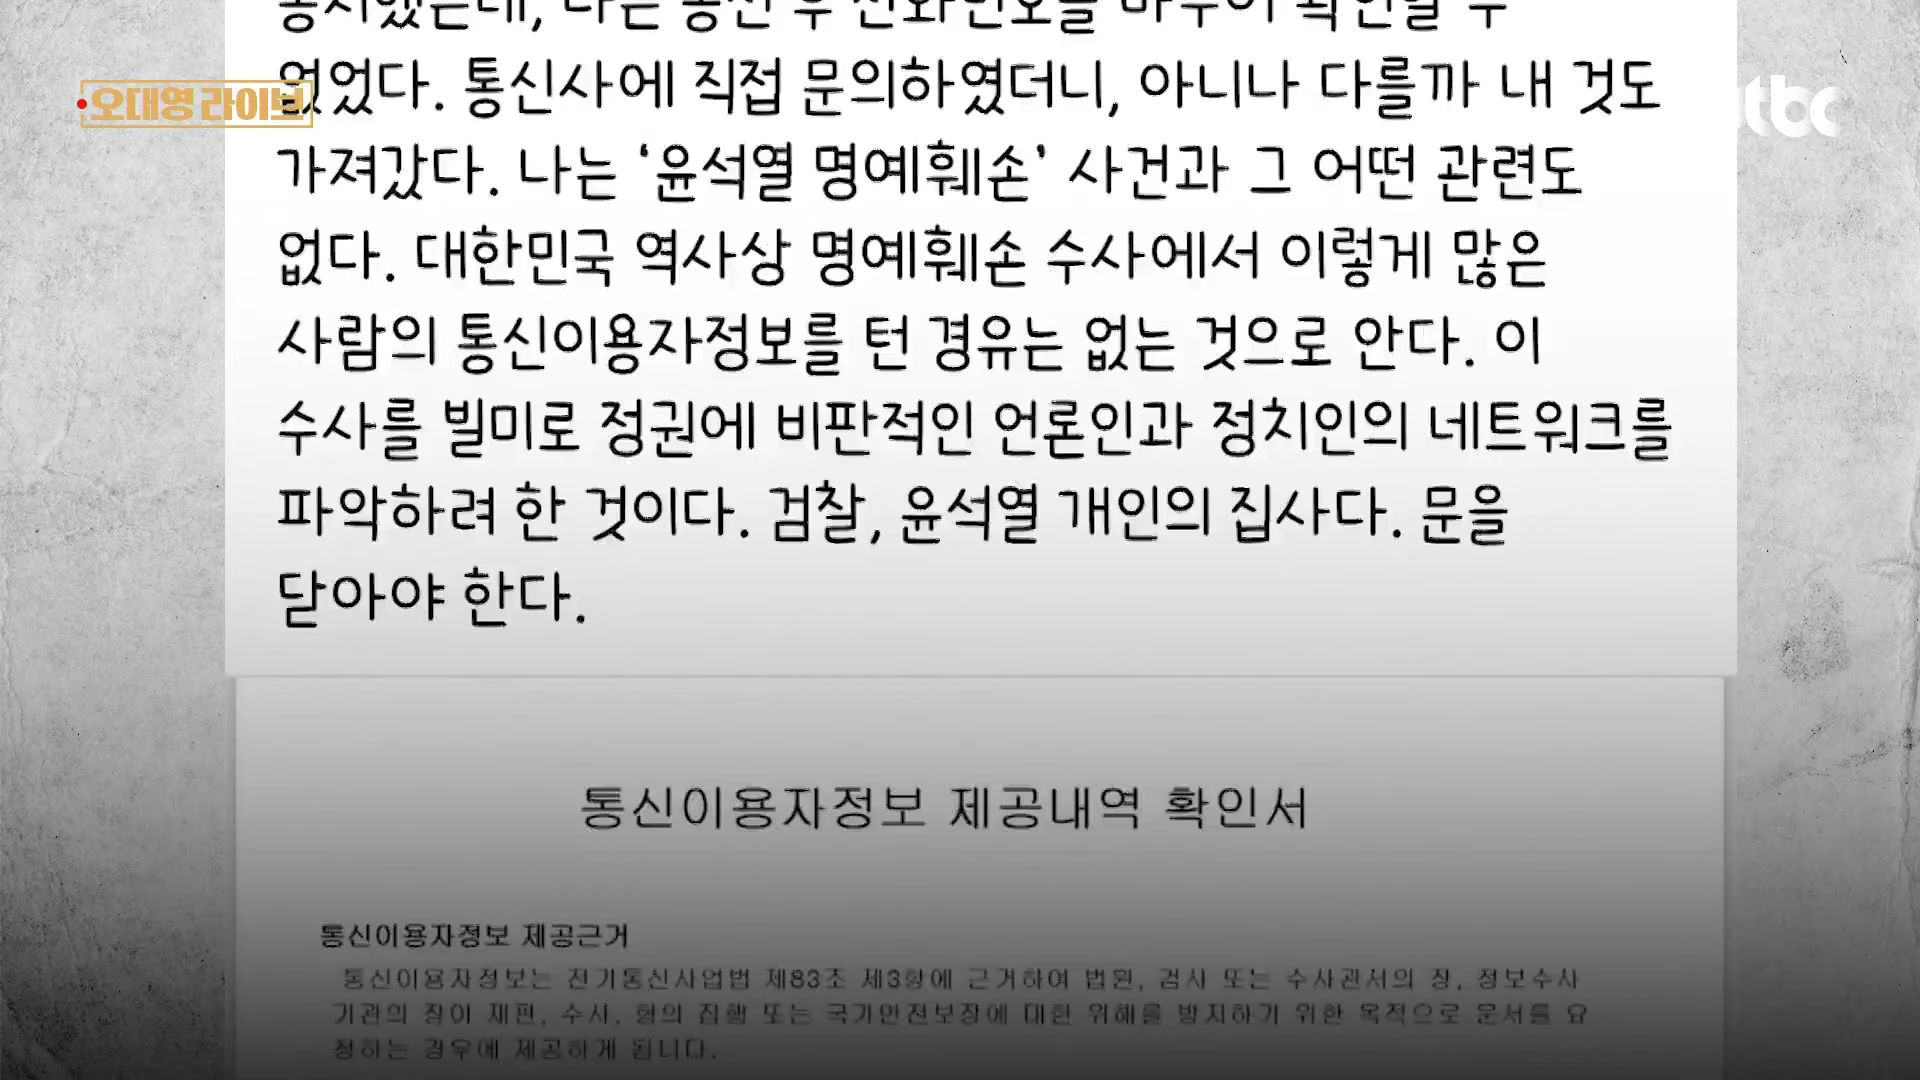 없었다. 통신사에 직접 문의하였더니, 아니나 다를까 내 것도
오대영 라이브
jtbc
가져갔다. 나는 ‘윤석열 명예훼손’ 사건과 그 어떤 관련도
없다. 대한민국 역사상 명예훼손 수사에서 이렇게 많은
사람의 통신이용자정보를 턴 경유는 없는 것으로 안다. 이
수사를 빌미로 정권에 비판적인 언론인과 정치인의 네트워크를
파악하려 한 것이다. 검찰, 윤석열 개인의 집사다. 문을
닫아야 한다.
통신이용자정보 제공내역 확인서
통신이용자정보 제공근거
통신이용자정보는 전기통신사업법 제83조 제3항에 근거하여 법원, 검사 또는 수사관서의 장, 정보수사
기관의 장이 재판, 수사, 형의 집행 또는 국가안전보장에 대한 위해를 방지하기 위한 목적으로 문서를 요
청하는 경우에 제공하게 됩니다.